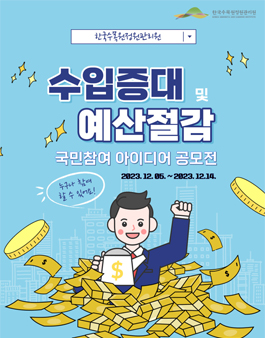 한국수목원정원관리원
한국수목원정원관리원
수입증대 및
예산절감
국민참여 아이디어 공모전
2023. 12. 05. ~ 2023. 12. 14.
누구나 참여
할 수 있어요!
$
$